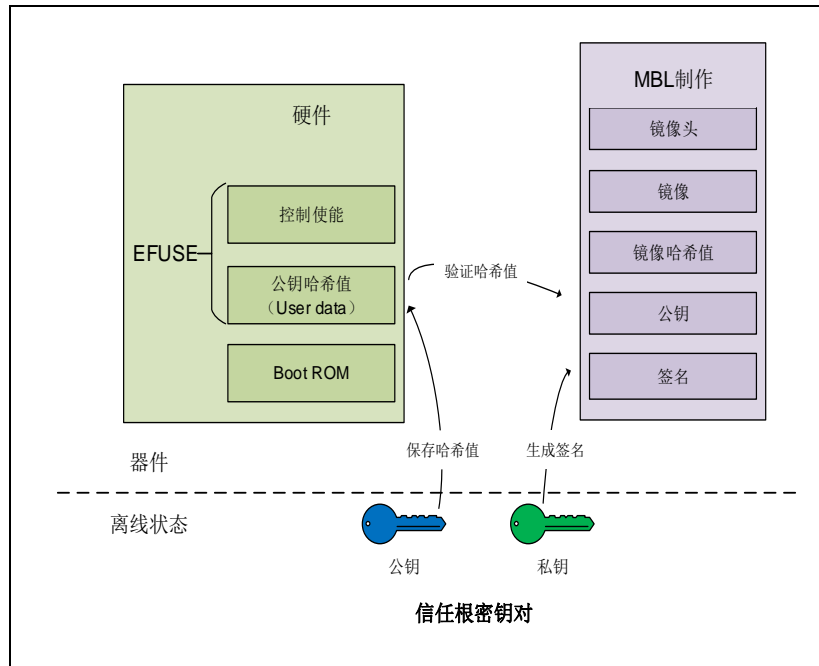 硬件
EFUSE
控制使能
公钥哈希值
（User data）
Boot ROM
MBL制作
镜像头
镜像
镜像哈希值
公钥
签名
验证哈希值
保存哈希值
生成签名
器件
离线状态
公钥
私钥
信任根密钥对